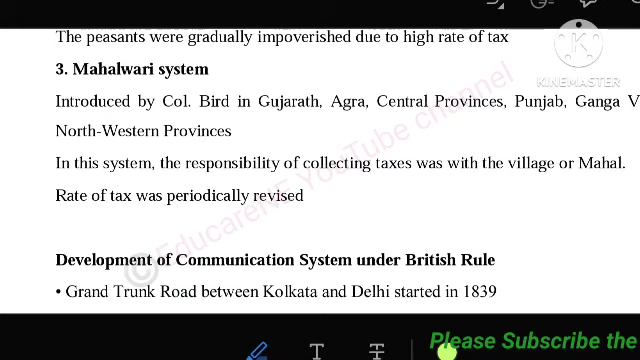 The peasants were gradually impoverished due to high rate of tax
3. Mahalwari system
KINEMASTER
Introduced by Col. Bird in Gujarath, Agra, Central Provinces, Punjab, Ganga V
North-Western Provinces
In this system, the responsibility of collecting taxes was with the village or Mahal.
Rate of tax was periodically revised
©EducareNE YouTube channel
Development of Communication System under British Rule
• Grand Trunk Road between Kolkata and Delhi started in 1839
Please Subscribe the